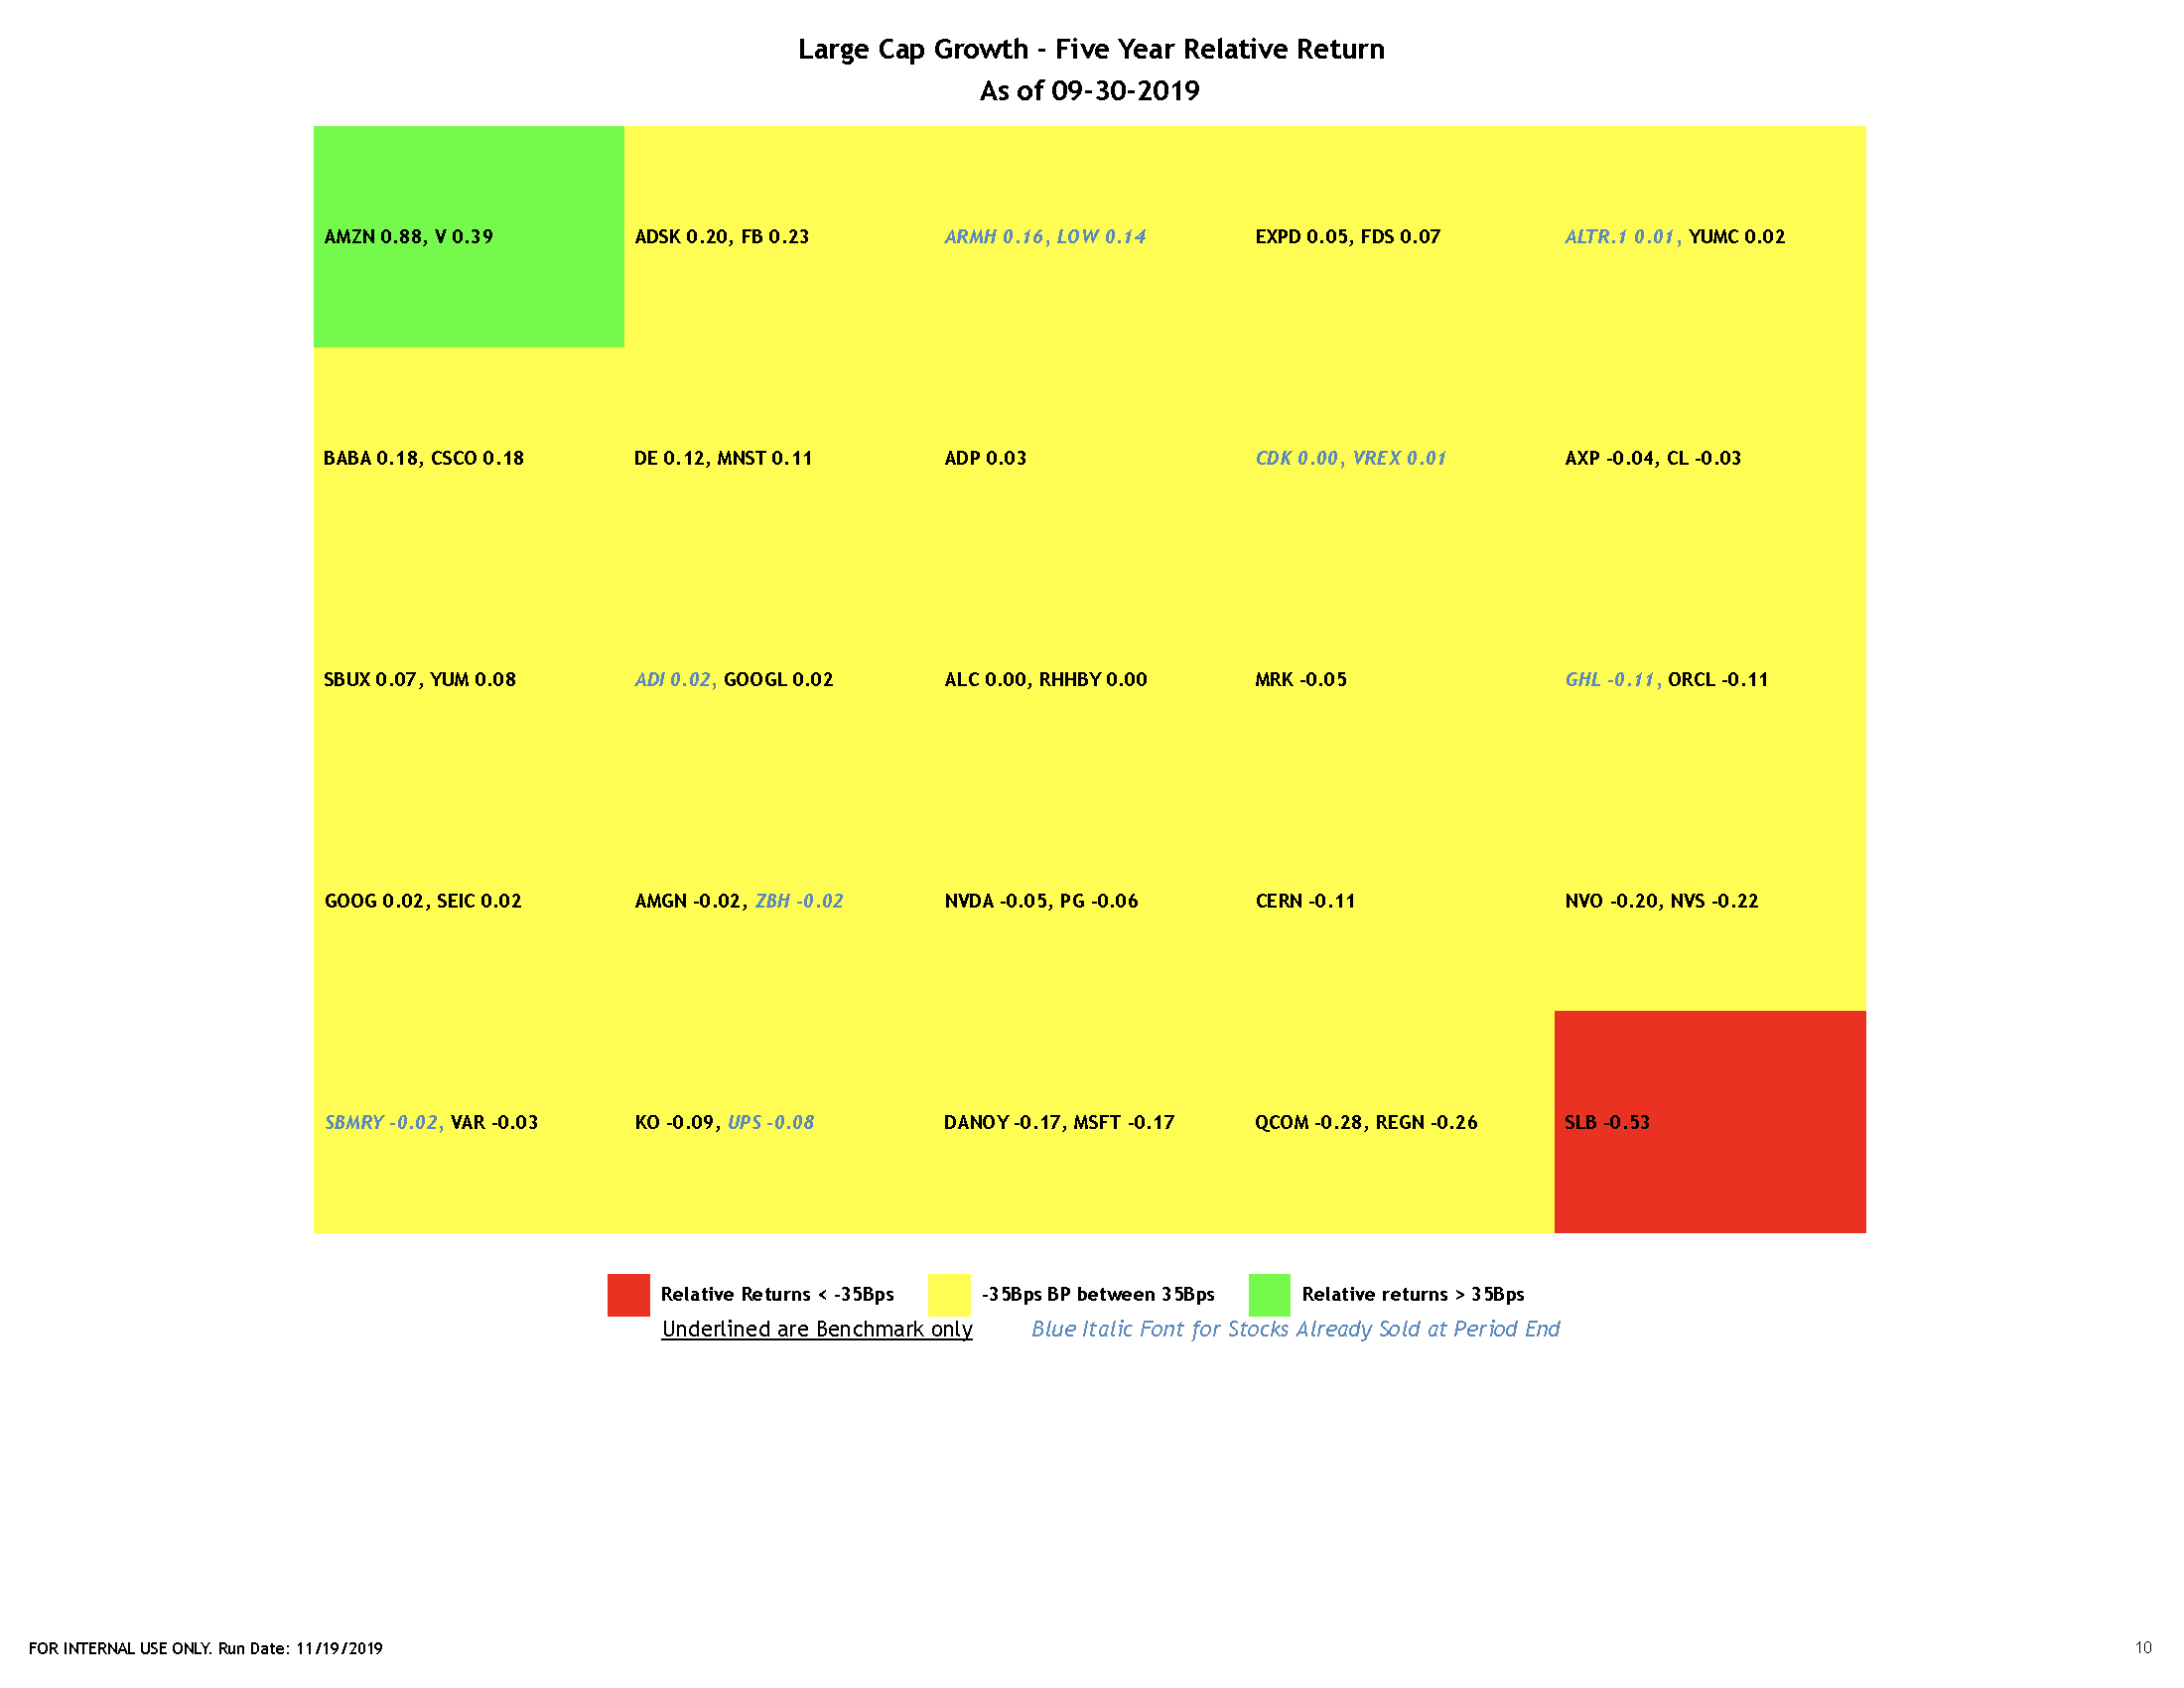 Large Cap Growth - Five Year Relative Return
As of 09-30-2019
AMZN 0.88, V 0.39
ADSK 0.20, FB 0.23
ARMH 0.16, LOW 0.14
EXPD 0.05, FDS 0.07
ALTR.1 0.01, YUMC 0.02
BABA 0.18, CSCO 0.18
DE 0.12, MNST 0.11
ADP 0.03
CDK 0.00, VREX 0.01
AXP -0.04, CL -0.03
SBUX 0.07, YUM 0.08
ADI 0.02, GOOGL 0.02
ALC 0.00, RHHBY 0.00
MRK -0.05
GHL -0.11, ORCL -0.11
GOOG 0.02, SEIC 0.02
AMGN -0.02, ZBH -0.02
NVDA -0.05, PG -0.06
CERN -0.11
NVO -0.20, NVS -0.22
SBMRY -0.02, VAR -0.03
KO -0.09, UPS -0.08
DANOY -0.17, MSFT -0.17
QCOM -0.28, REGN -0.26
SLB -0.53
Relative Returns < -35Bps
-35Bps BP between 35Bps
Relative returns > 35Bps
Underlined are Benchmark only
Blue Italic Font for Stocks Already Sold at Period End
FOR INTERNAL USE ONLY. Run Date: 11/19/2019
10